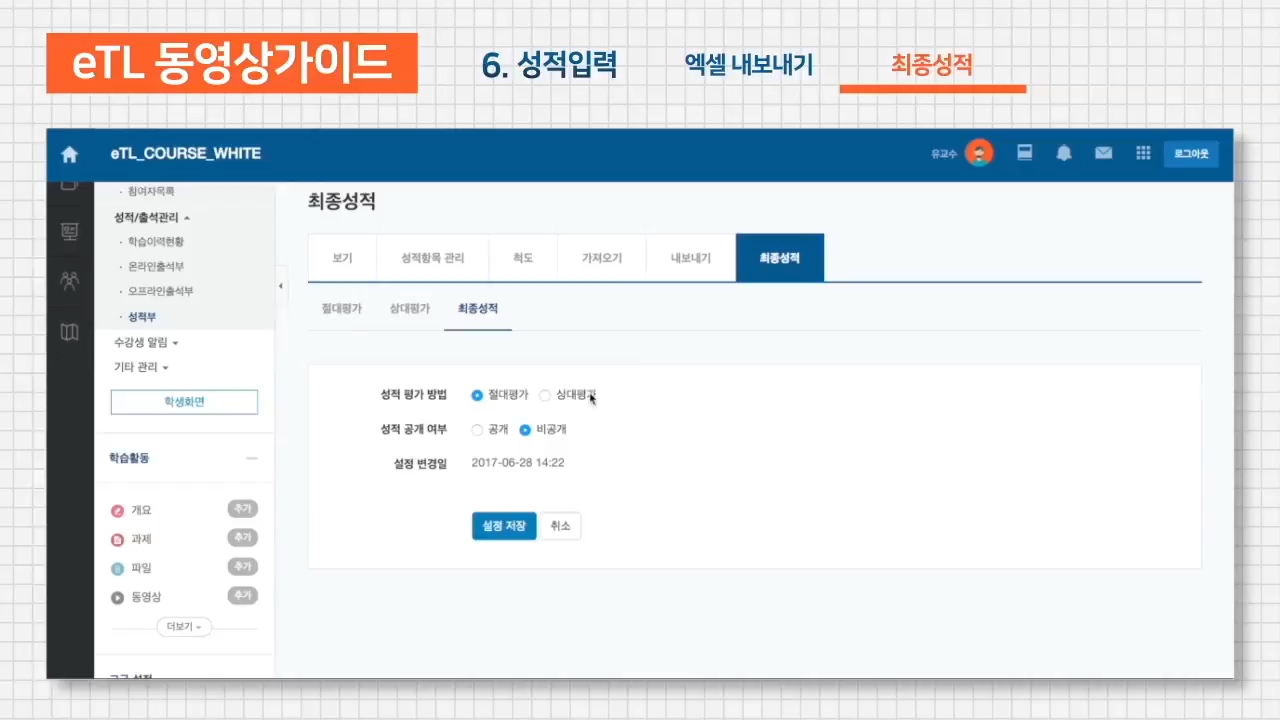 eTL 동영상가이드
6. 성적입력
엑셀 내보내기
최종성적
eTL_COURSE_WHITE
유교수
로그아웃
참여자목록
성적/출석관리
학습이력현황
온라인출석부
오프라인출석부
성적부
수강생 알림
기타 관리
학생화면
학습활동
개요 추가
과제 추가
파일 추가
동영상 추가
더보기
최종성적
보기 성적항목 관리 척도 가져오기 내보내기 최종성적
절대평가 상대평가 최종성적
성적 평가 방법 절대평가 상대평가
성적 공개 여부 공개 비공개
설정 변경일 2017-06-28 14:22
설정 저장 취소